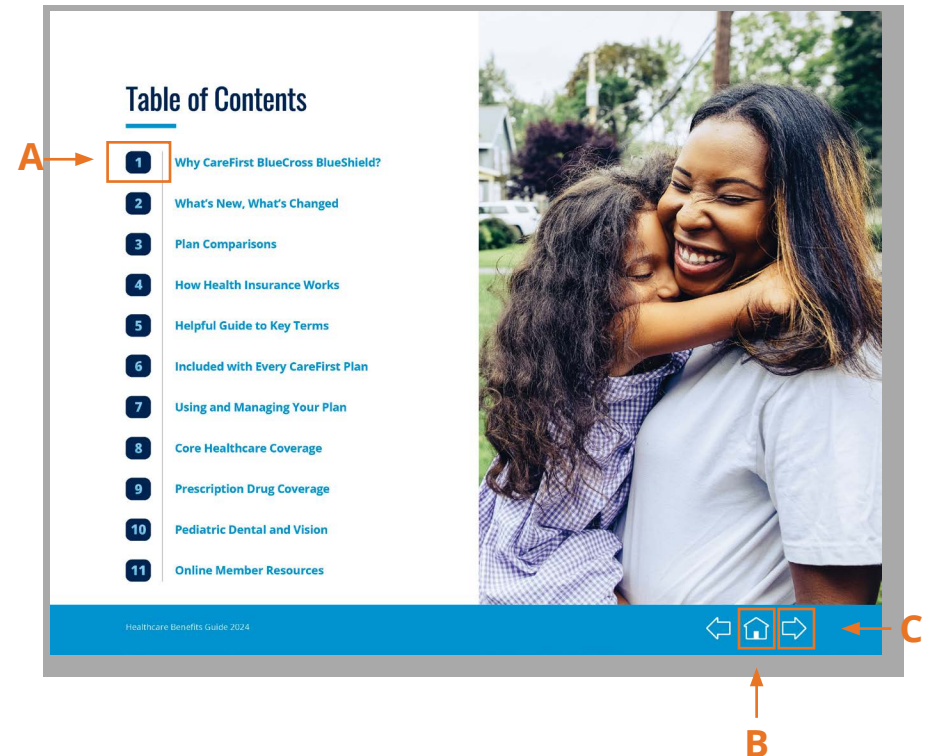 Table of Contents
A
1 Why CareFirst BlueCross BlueShield?
2 What's New, What's Changed
3 Plan Comparisons
4 How Health Insurance Works
5 Helpful Guide to Key Terms
6 Included with Every CareFirst Plan
7 Using and Managing Your Plan
8 Core Healthcare Coverage
9 Prescription Drug Coverage
10 Pediatric Dental and Vision
11 Online Member Resources
Healthcare Benefits Guide 2024
C
B